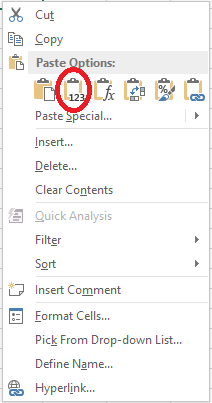 Cut
Copy
Paste Options:
123 fx %
Paste Special...
Insert...
Delete...
Clear Contents
Quick Analysis
Filter
Sort
Insert Comment
Format Cells...
Pick From Drop-down List...
Define Name...
Hyperlink...